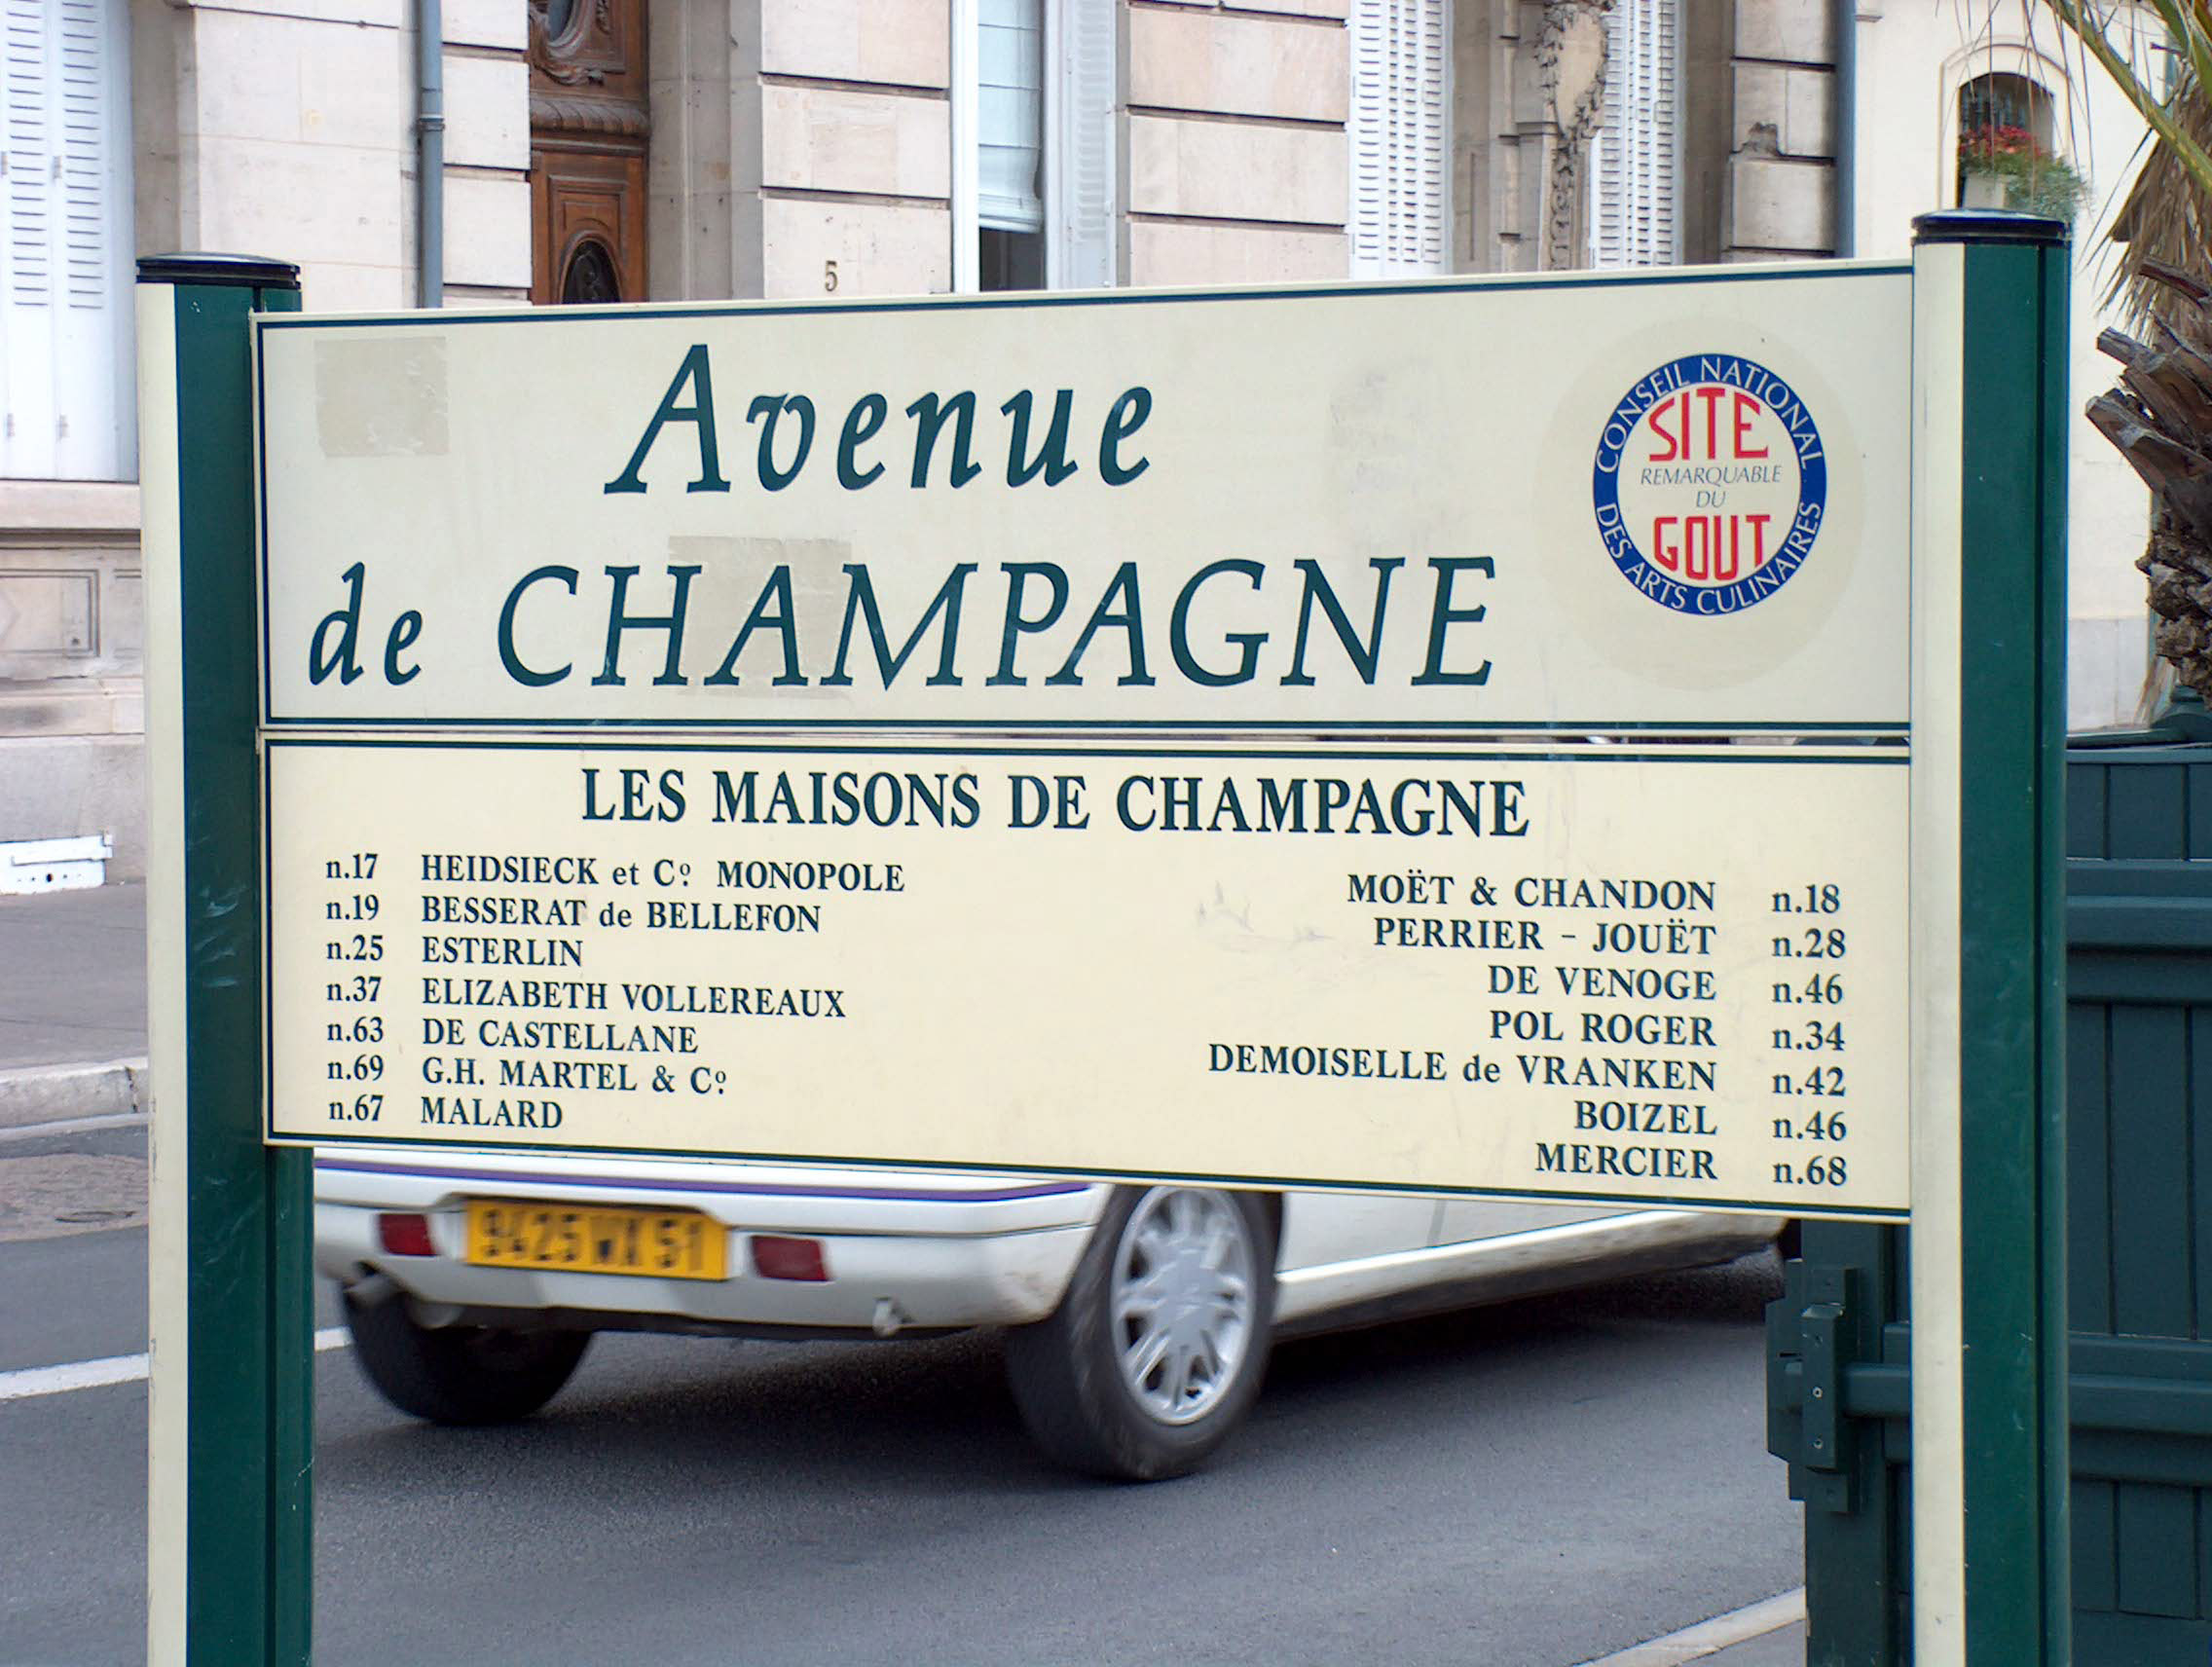 5
Avenue
de CHAMPAGNE
CONSEIL NATIONAL
SITE
REMARQUABLE
DU
GOUT
DES ARTS CULINAIRES
LES MAISONS DE CHAMPAGNE
n.17 HEIDSIECK et Cº MONOPOLE
n.19 BESSERAT de BELLEFON
n.25 ESTERLIN
n.37 ELIZABETH VOLLEREAUX
n.63 DE CASTELLANE
n.69 G.H. MARTEL & Cº
n.67 MALARD
MOËT & CHANDON n.18
PERRIER - JOUËT n.28
DE VENOGE n.46
POL ROGER n.34
DEMOISELLE de VRANKEN n.42
BOIZEL n.46
MERCIER n.68
9425 WX 51